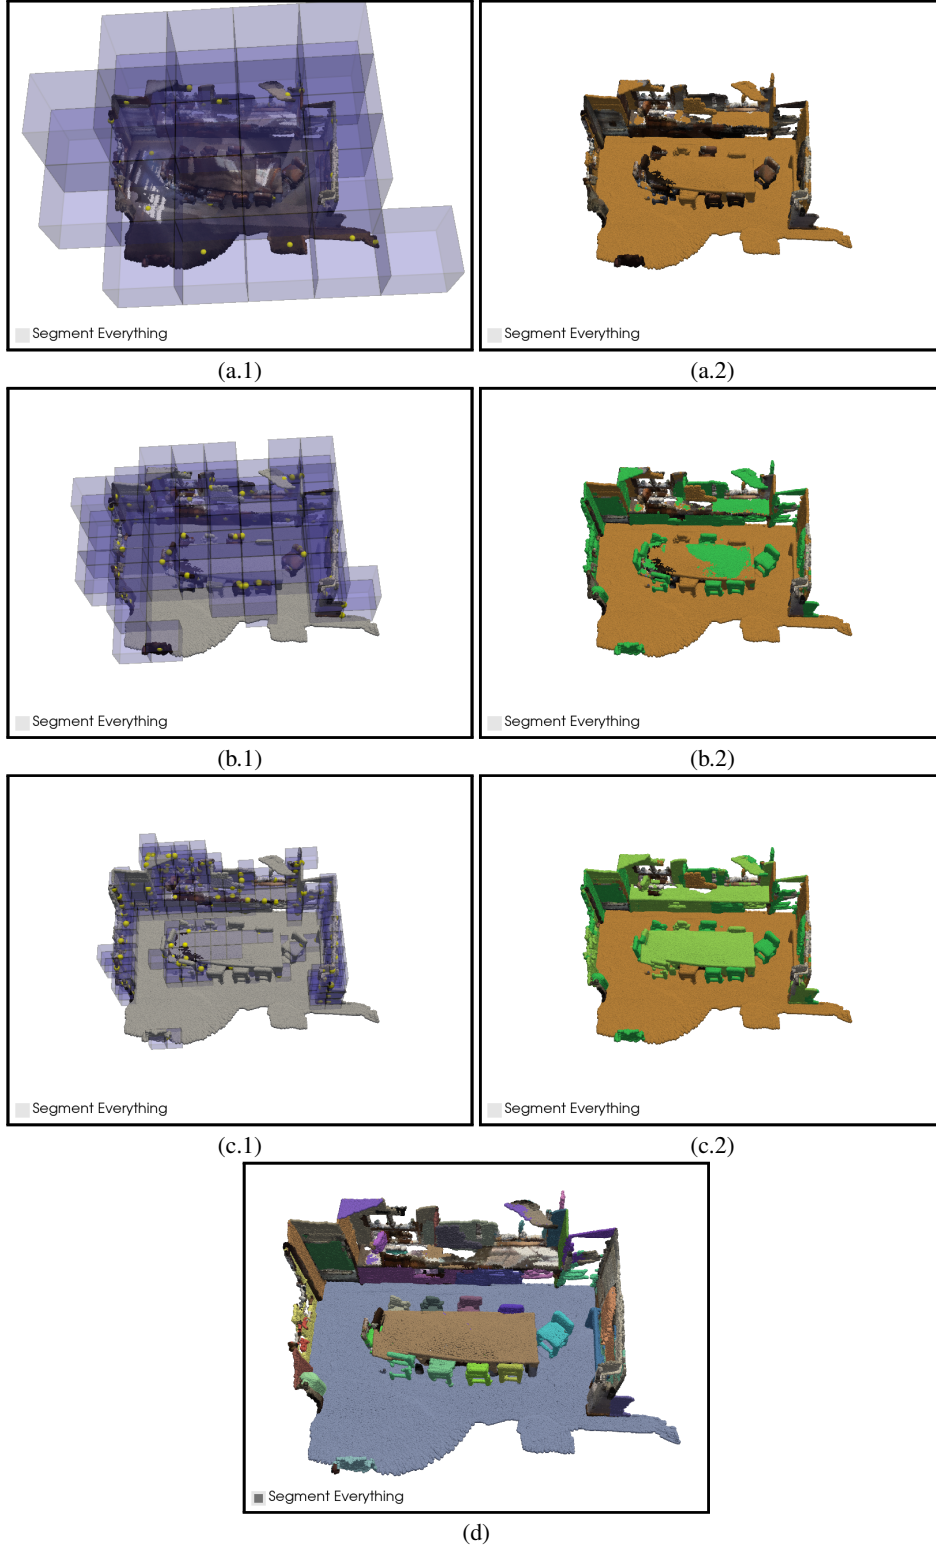 Segment Everything
Segment Everything
(a.1)
(a.2)
Segment Everything
Segment Everything
(b.1)
(b.2)
Segment Everything
Segment Everything
(c.1)
(c.2)
Segment Everything
(d)